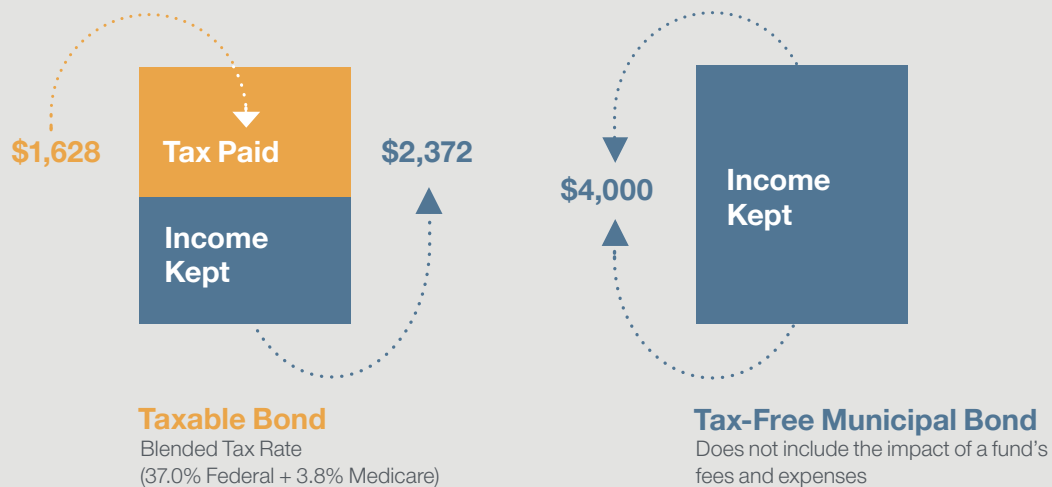 $1,628
Tax Paid
$2,372
Income
Kept
Taxable Bond
Blended Tax Rate
(37.0% Federal + 3.8% Medicare)
$4,000
Income
Kept
Tax-Free Municipal Bond
Does not include the impact of a fund’s
fees and expenses